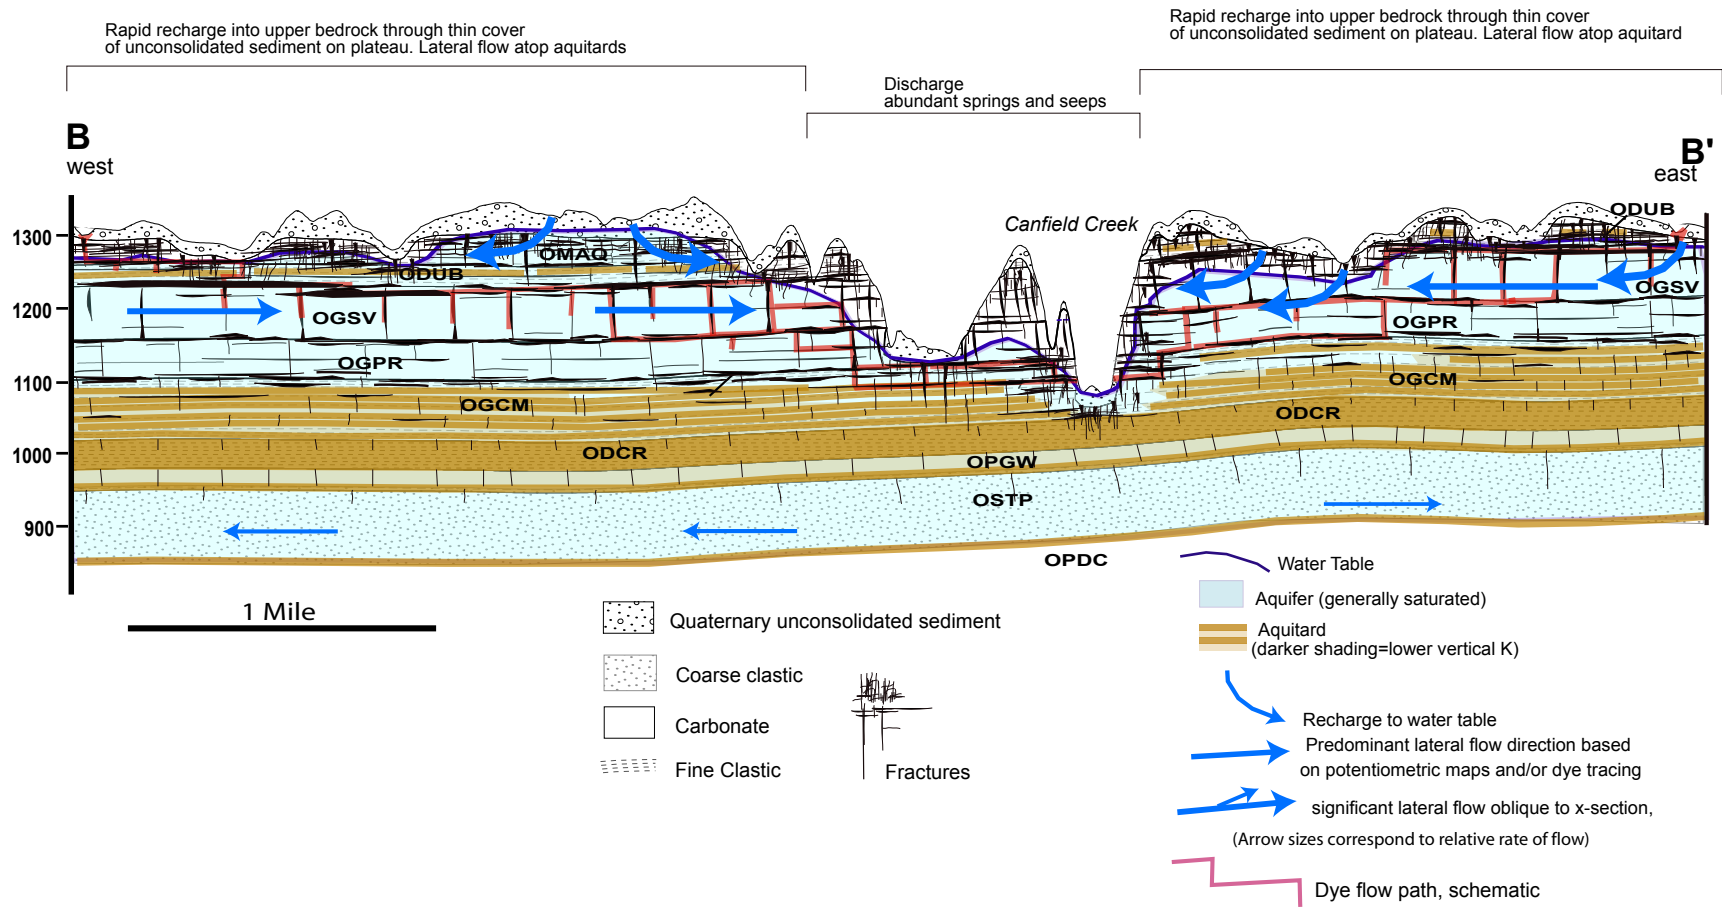 Rapid recharge into upper bedrock through thin cover
of unconsolidated sediment on plateau. Lateral flow atop aquitards
Rapid recharge into upper bedrock through thin cover
of unconsolidated sediment on plateau. Lateral flow atop aquitard
Discharge
abundant springs and seeps
B
west
B'
east
Canfield Creek
ODUB
1300
OMAQ
ODUB
OGSV
1200
OGSV
OGPR
OGPR
1100
OGCM
OGCM
ODCR
1000
ODCR
OPGW
OSTP
900
OPDC
1 Mile
Quaternary unconsolidated sediment
Coarse clastic
Carbonate
Fine Clastic
Fractures
Water Table
Aquifer (generally saturated)
Aquitard
(darker shading=lower vertical K)
Recharge to water table
Predominant lateral flow direction based
on potentiometric maps and/or dye tracing
significant lateral flow oblique to x-section,
(Arrow sizes correspond to relative rate of flow)
Dye flow path, schematic